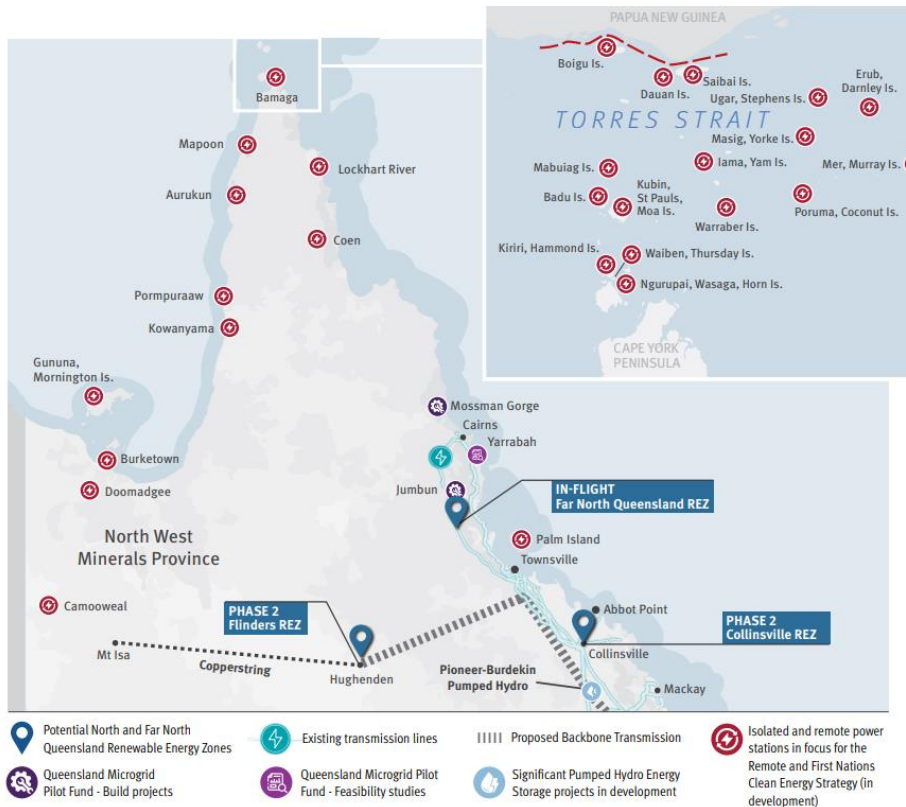 PAPUA NEW GUINEA
Boigu Is.
Dauan Is.
Saibai Is.
Ugar, Stephens Is.
Erub,
Darnley Is.
TORRES STRAIT
Masig, Yorke Is.
Mabuiag Is.
Iama, Yam Is.
Mer, Murray Is.
Badu Is.
Kubin,
St Pauls,
Moa Is.
Warraber Is.
Poruma, Coconut Is.
Kiriri, Hammond Is.
Waiben, Thursday Is.
Ngurupai, Wasaga, Horn Is.
CAPE YORK
PENINSULA
Bamaga
Mapoon
Lockhart River
Aurukun
Coen
Pormpuraaw
Kowanyama
Gununa,
Mornington Is.
Mossman Gorge
Cairns
Yarrabah
Burketown
Doomadgee
Jumbun
IN-FLIGHT
Far North Queensland REZ
North West
Minerals Province
Palm Island
Townsville
Camooweal
PHASE 2
Flinders REZ
Abbot Point
PHASE 2
Collinsville REZ
Mt Isa
Copperstring
Hughenden
Collinsville
Pioneer-Burdekin
Pumped Hydro
Mackay
Potential North and Far North
Queensland Renewable Energy Zones
Existing transmission lines
Proposed Backbone Transmission
Isolated and remote power
stations in focus for the
Remote and First Nations
Clean Energy Strategy (in
development)
Queensland Microgrid
Pilot Fund - Build projects
Queensland Microgrid Pilot
Fund - Feasibility studies
Significant Pumped Hydro Energy
Storage projects in development